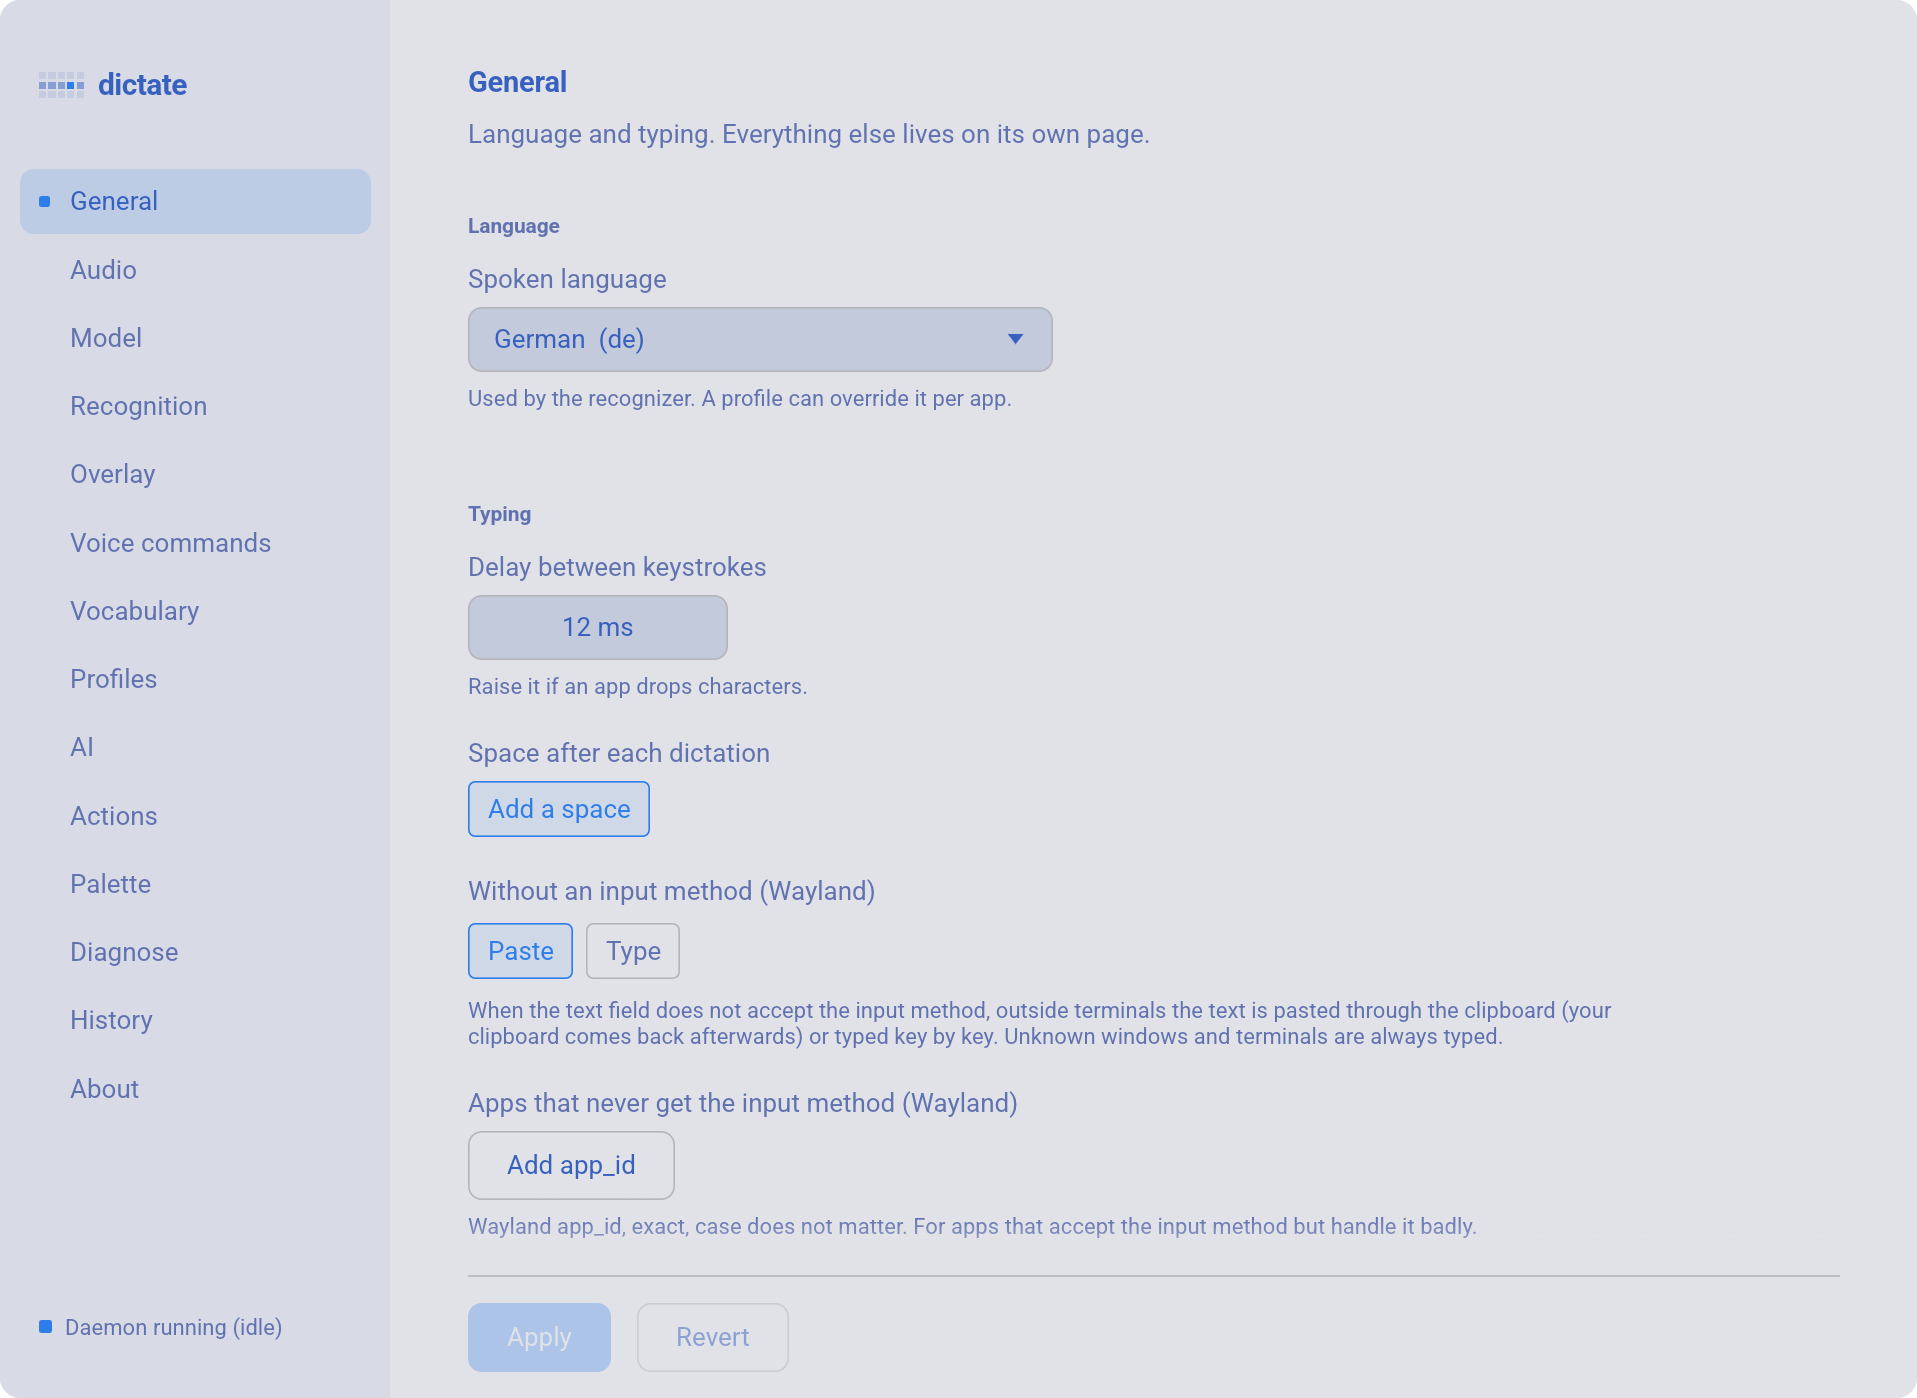 dictate
General
Audio
Model
Recognition
Overlay
Voice commands
Vocabulary
Profiles
AI
Actions
Palette
Diagnose
History
About
Daemon running (idle)
General
Language and typing. Everything else lives on its own page.
Language
Spoken language
German (de)
Used by the recognizer. A profile can override it per app.
Typing
Delay between keystrokes
12 ms
Raise it if an app drops characters.
Space after each dictation
Add a space
Without an input method (Wayland)
Paste Type
When the text field does not accept the input method, outside terminals the text is pasted through the clipboard (your
clipboard comes back afterwards) or typed key by key. Unknown windows and terminals are always typed.
Apps that never get the input method (Wayland)
Add app_id
Wayland app_id, exact, case does not matter. For apps that accept the input method but handle it badly.
Apply Revert